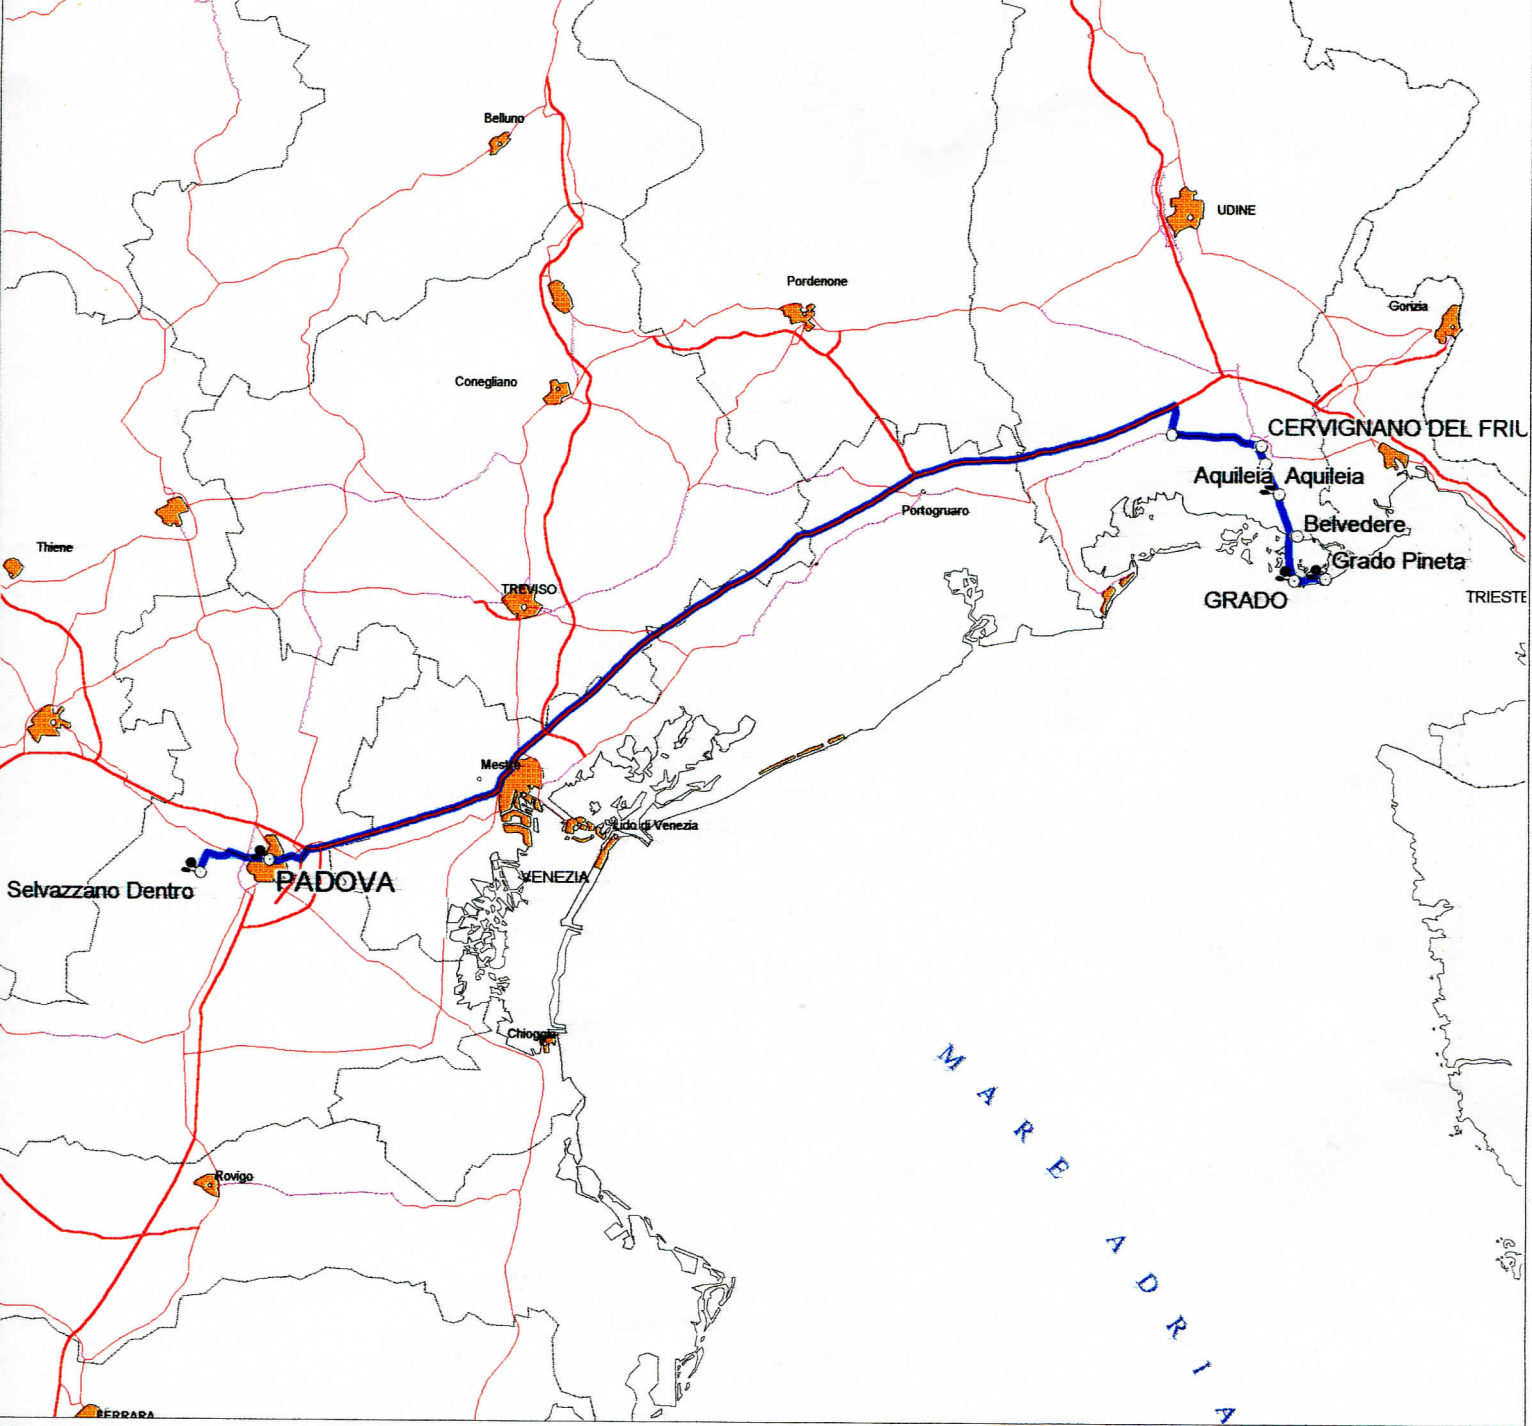 Belluno
UDINE
Pordenone
Gorizia
Conegliano
CERVIGNANO DEL FRIU
Aquileia
Aquileia
Portogruaro
Belvedere
Thiene
Grado Pineta
TREVISO
GRADO
TRIESTE
Mestre
Lido di Venezia
VENEZIA
PADOVA
Selvazzano Dentro
Chioggia
MARE ADRIA
Rovigo
FERRARA